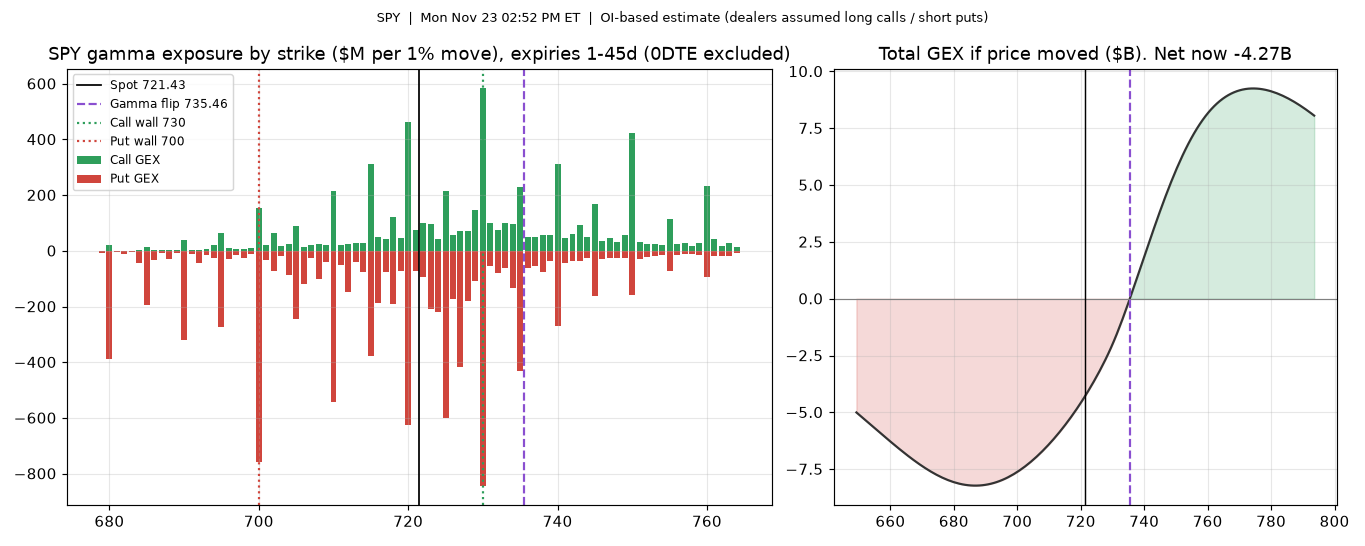 SPY | Mon Nov 23 02:52 PM ET | OI-based estimate (dealers assumed long calls / short puts)
SPY gamma exposure by strike ($M per 1% move), expiries 1-45d (0DTE excluded)
Spot 721.43
Gamma flip 735.46
Call wall 730
Put wall 700
Call GEX
Put GEX
600
400
200
0
−200
−400
−600
−800
680 700 720 740 760
Total GEX if price moved ($B). Net now -4.27B
10.0
7.5
5.0
2.5
0.0
−2.5
−5.0
−7.5
660 680 700 720 740 760 780 800